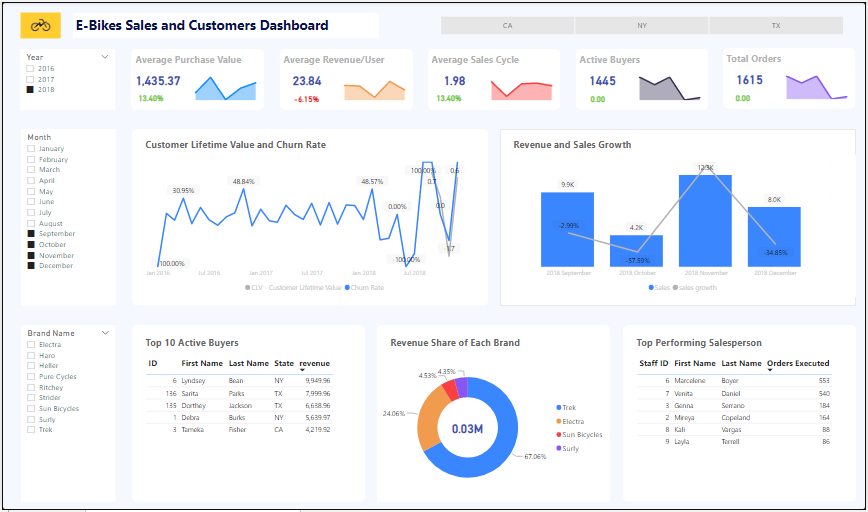 E-Bikes Sales and Customers Dashboard
CA NY TX
Year
2016
2017
2018
Average Purchase Value
1,435.37
13.40%
Average Revenue/User
23.84
-6.15%
Average Sales Cycle
1.98
13.40%
Active Buyers
1445
0.00
Total Orders
1615
0.00
Month
January
February
March
April
May
June
July
August
September
October
November
December
Customer Lifetime Value and Churn Rate
30.95%
48.84%
48.57%
0.00%
100.00%
0.6
0.7
0.0
0.7
-100.00%
-100.00%
Jan 2016 Jul 2016 Jan 2017 Jul 2017 Jan 2018 Jul 2018
CLV - Customer Lifetime Value Churn Rate
Revenue and Sales Growth
12.3K
9.9K
8.0K
4.2K
-2.99%
-57.59%
-34.85%
2018 September 2018 October 2018 November 2018 December
Sales sales growth
Brand Name
Electra
Haro
Heller
Pure Cycles
Ritchey
Strider
Sun Bicycles
Surly
Trek
Top 10 Active Buyers
ID First Name Last Name State revenue
6 Lyndsey Bean NY 9,949.96
136 Sarita Parks TX 7,999.96
135 Dorthey Jackson TX 6,638.96
1 Debra Burks NY 5,639.97
3 Tameka Fisher CA 4,219.92
Revenue Share of Each Brand
4.35%
4.53%
24.06%
67.06%
0.03M
Trek
Electra
Sun Bicycles
Surly
Top Performing Salesperson
Staff ID First Name Last Name Orders Executed
6 Marcelene Boyer 553
7 Venita Daniel 540
3 Genna Serrano 184
2 Mireya Copeland 164
8 Kali Vargas 88
9 Layla Terrell 86